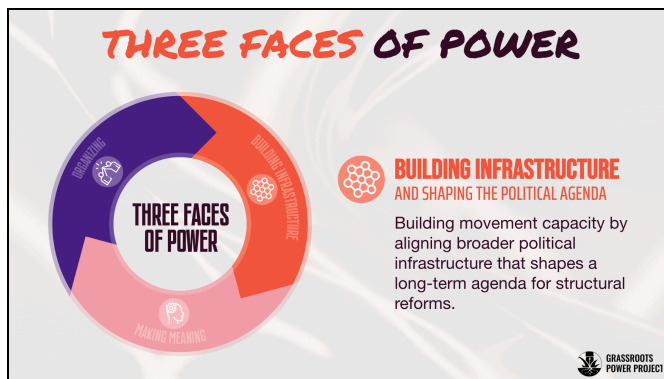 THREE FACES OF POWER
ORGANIZING
BUILDING INFRASTRUCTURE
THREE FACES
OF POWER
MAKING MEANING
BUILDING INFRASTRUCTURE
AND SHAPING THE POLITICAL AGENDA
Building movement capacity by
aligning broader political
infrastructure that shapes a
long-term agenda for structural
reforms.
GRASSROOTS
POWER PROJECT